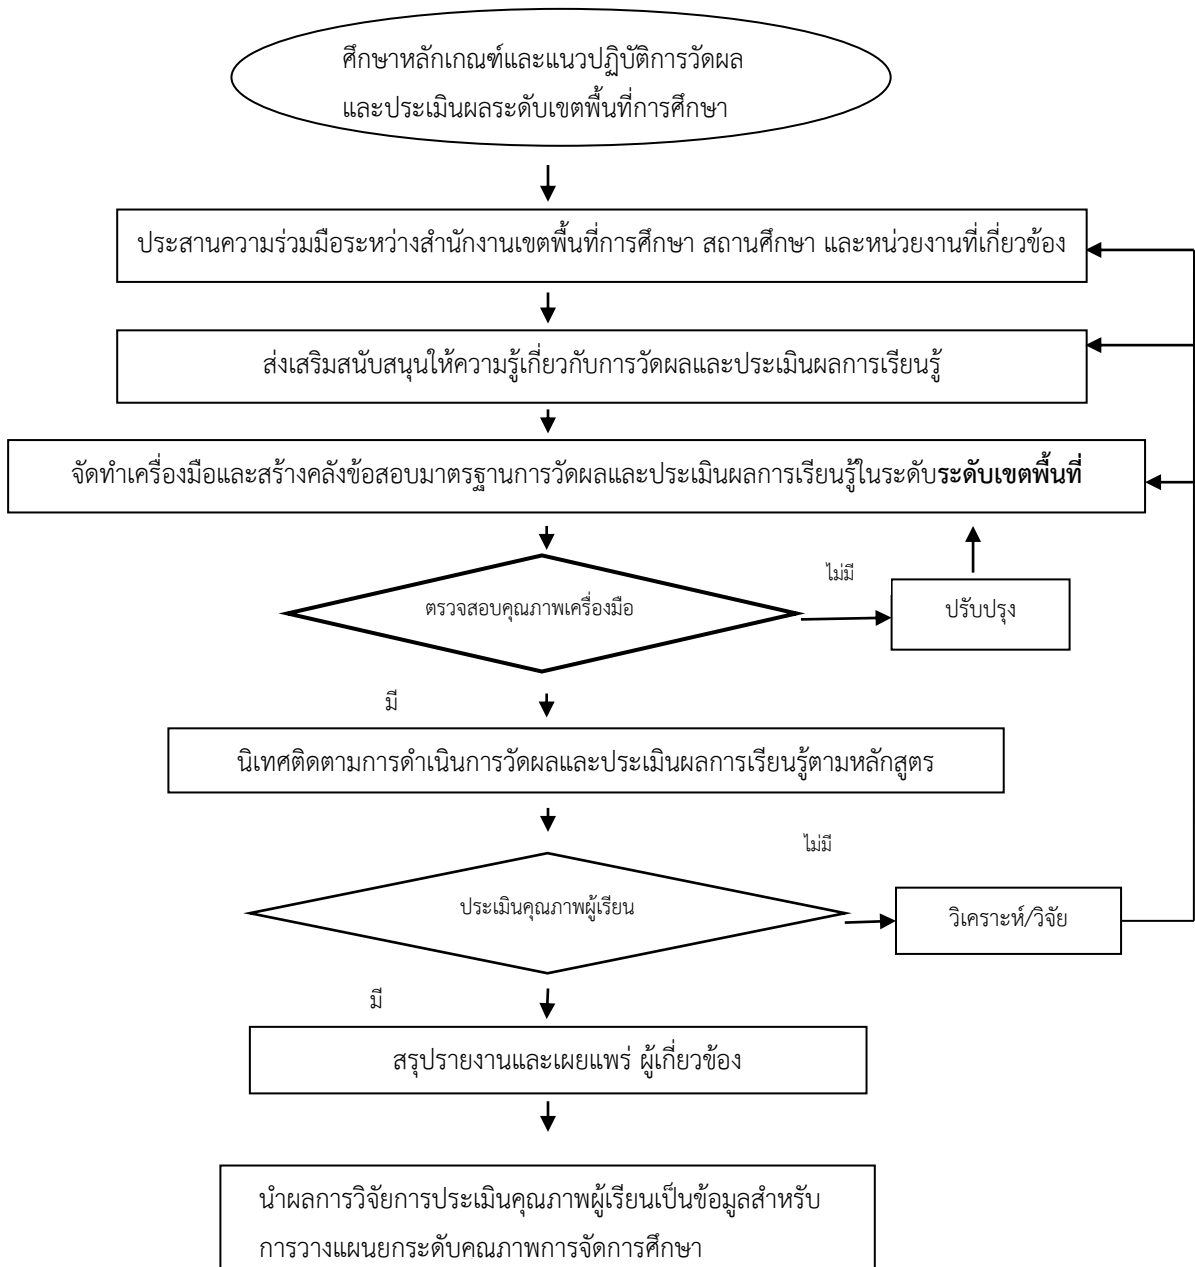 ศึกษาหลักเกณฑ์และแนวปฏิบัติการวัดผล
และประเมินผลระดับเขตพื้นที่การศึกษา
ประสานความร่วมมือระหว่างสำนักงานเขตพื้นที่การศึกษา สถานศึกษา และหน่วยงานที่เกี่ยวข้อง
ส่งเสริมสนับสนุนให้ความรู้เกี่ยวกับการวัดผลและประเมินผลการเรียนรู้
จัดทำเครื่องมือและสร้างคลังข้อสอบมาตรฐานการวัดผลและประเมินผลการเรียนรู้ในระดับระดับเขตพื้นที่
ไม่มี
ตรวจสอบคุณภาพเครื่องมือ
ปรับปรุง
มี
นิเทศติดตามการดำเนินการวัดผลและประเมินผลการเรียนรู้ตามหลักสูตร
ไม่มี
ประเมินคุณภาพผู้เรียน
วิเคราะห์/วิจัย
มี
สรุปรายงานและเผยแพร่ ผู้เกี่ยวข้อง
นำผลการวิจัยการประเมินคุณภาพผู้เรียนเป็นข้อมูลสำหรับ
การวางแผนยกระดับคณภาพการจัดการศึกษา